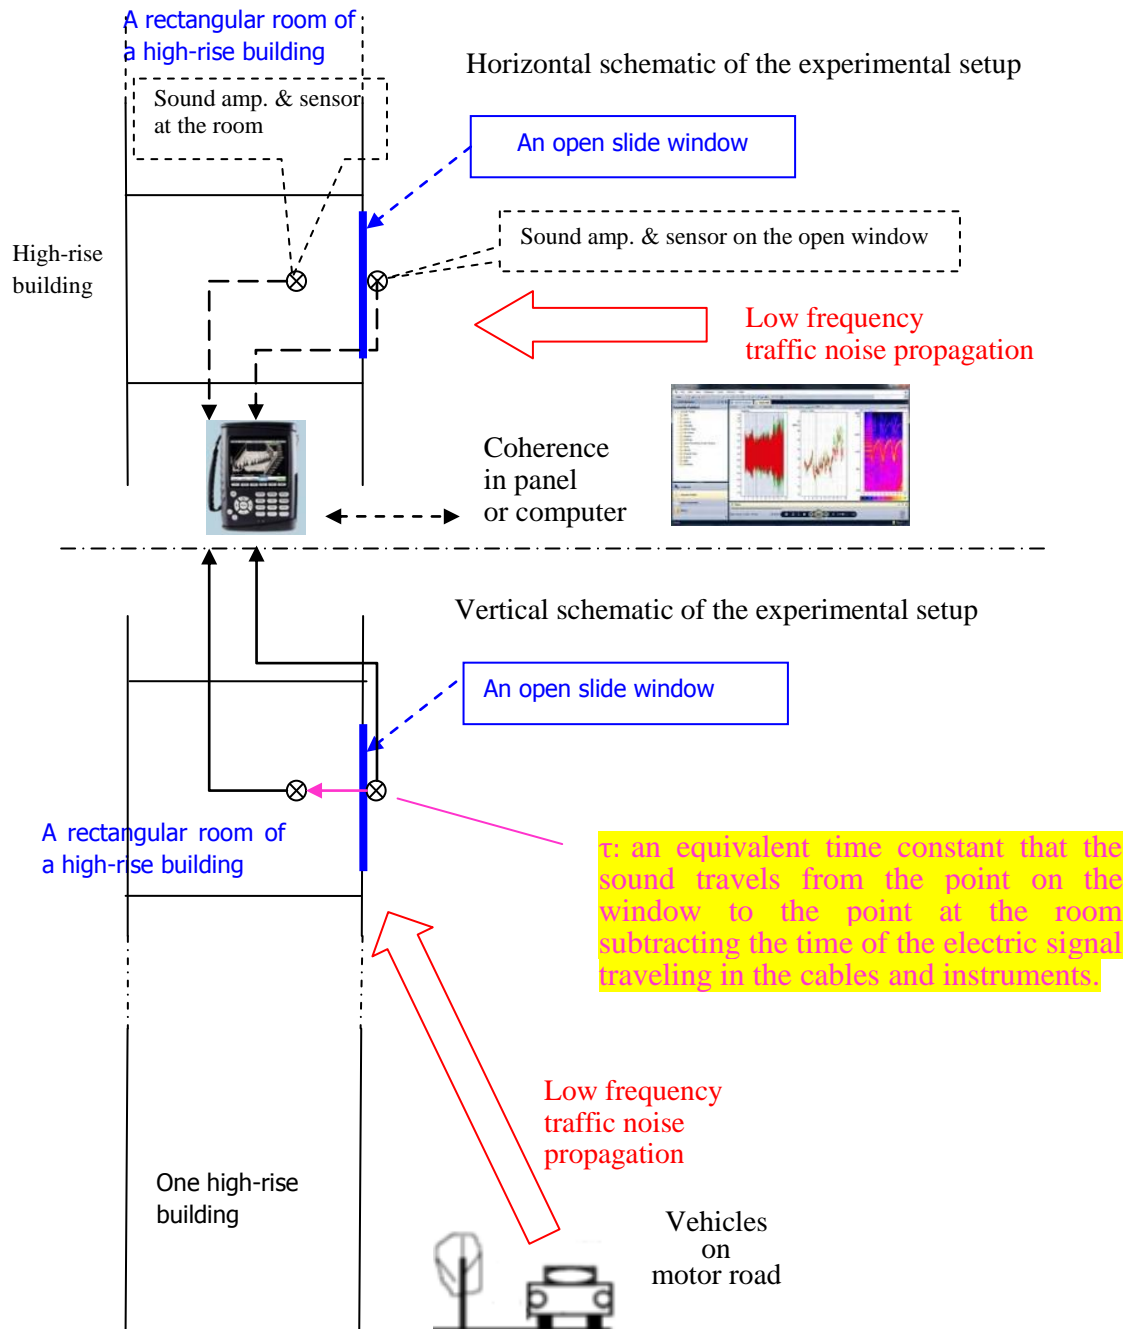 A rectangular room of
a high-rise building
Horizontal schematic of the experimental setup
Sound amp. & sensor
at the room
An open slide window
Sound amp. & sensor on the open window
High-rise
building
Low frequency
traffic noise propagation
Coherence
in panel
or computer
Vertical schematic of the experimental setup
An open slide window
A rectangular room of
a high-rise building
τ: an equivalent time constant that the
sound travels from the point on the
window to the point at the room
subtracting the time of the electric signal
traveling in the cables and instruments.
Low frequency
traffic noise
propagation
One high-rise
building
Vehicles
on
motor road